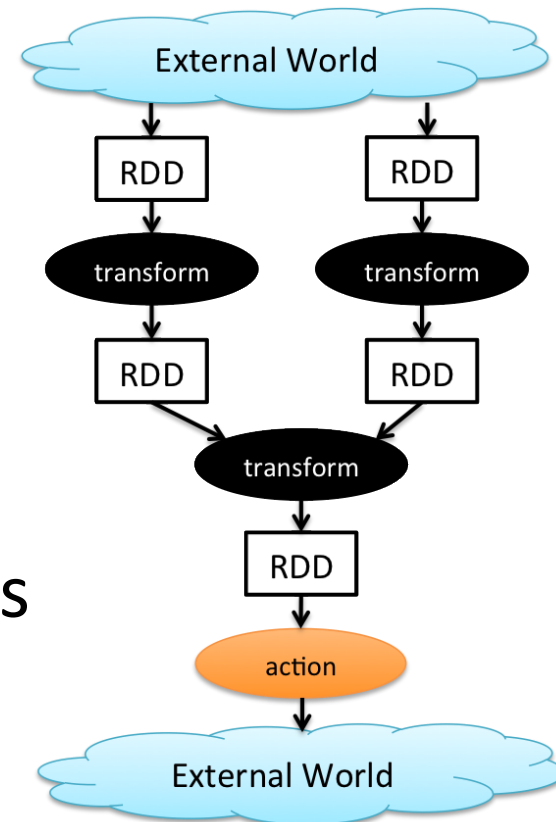 External World
RDD
RDD
transform
transform
RDD
RDD
transform
RDD
s
action
External World